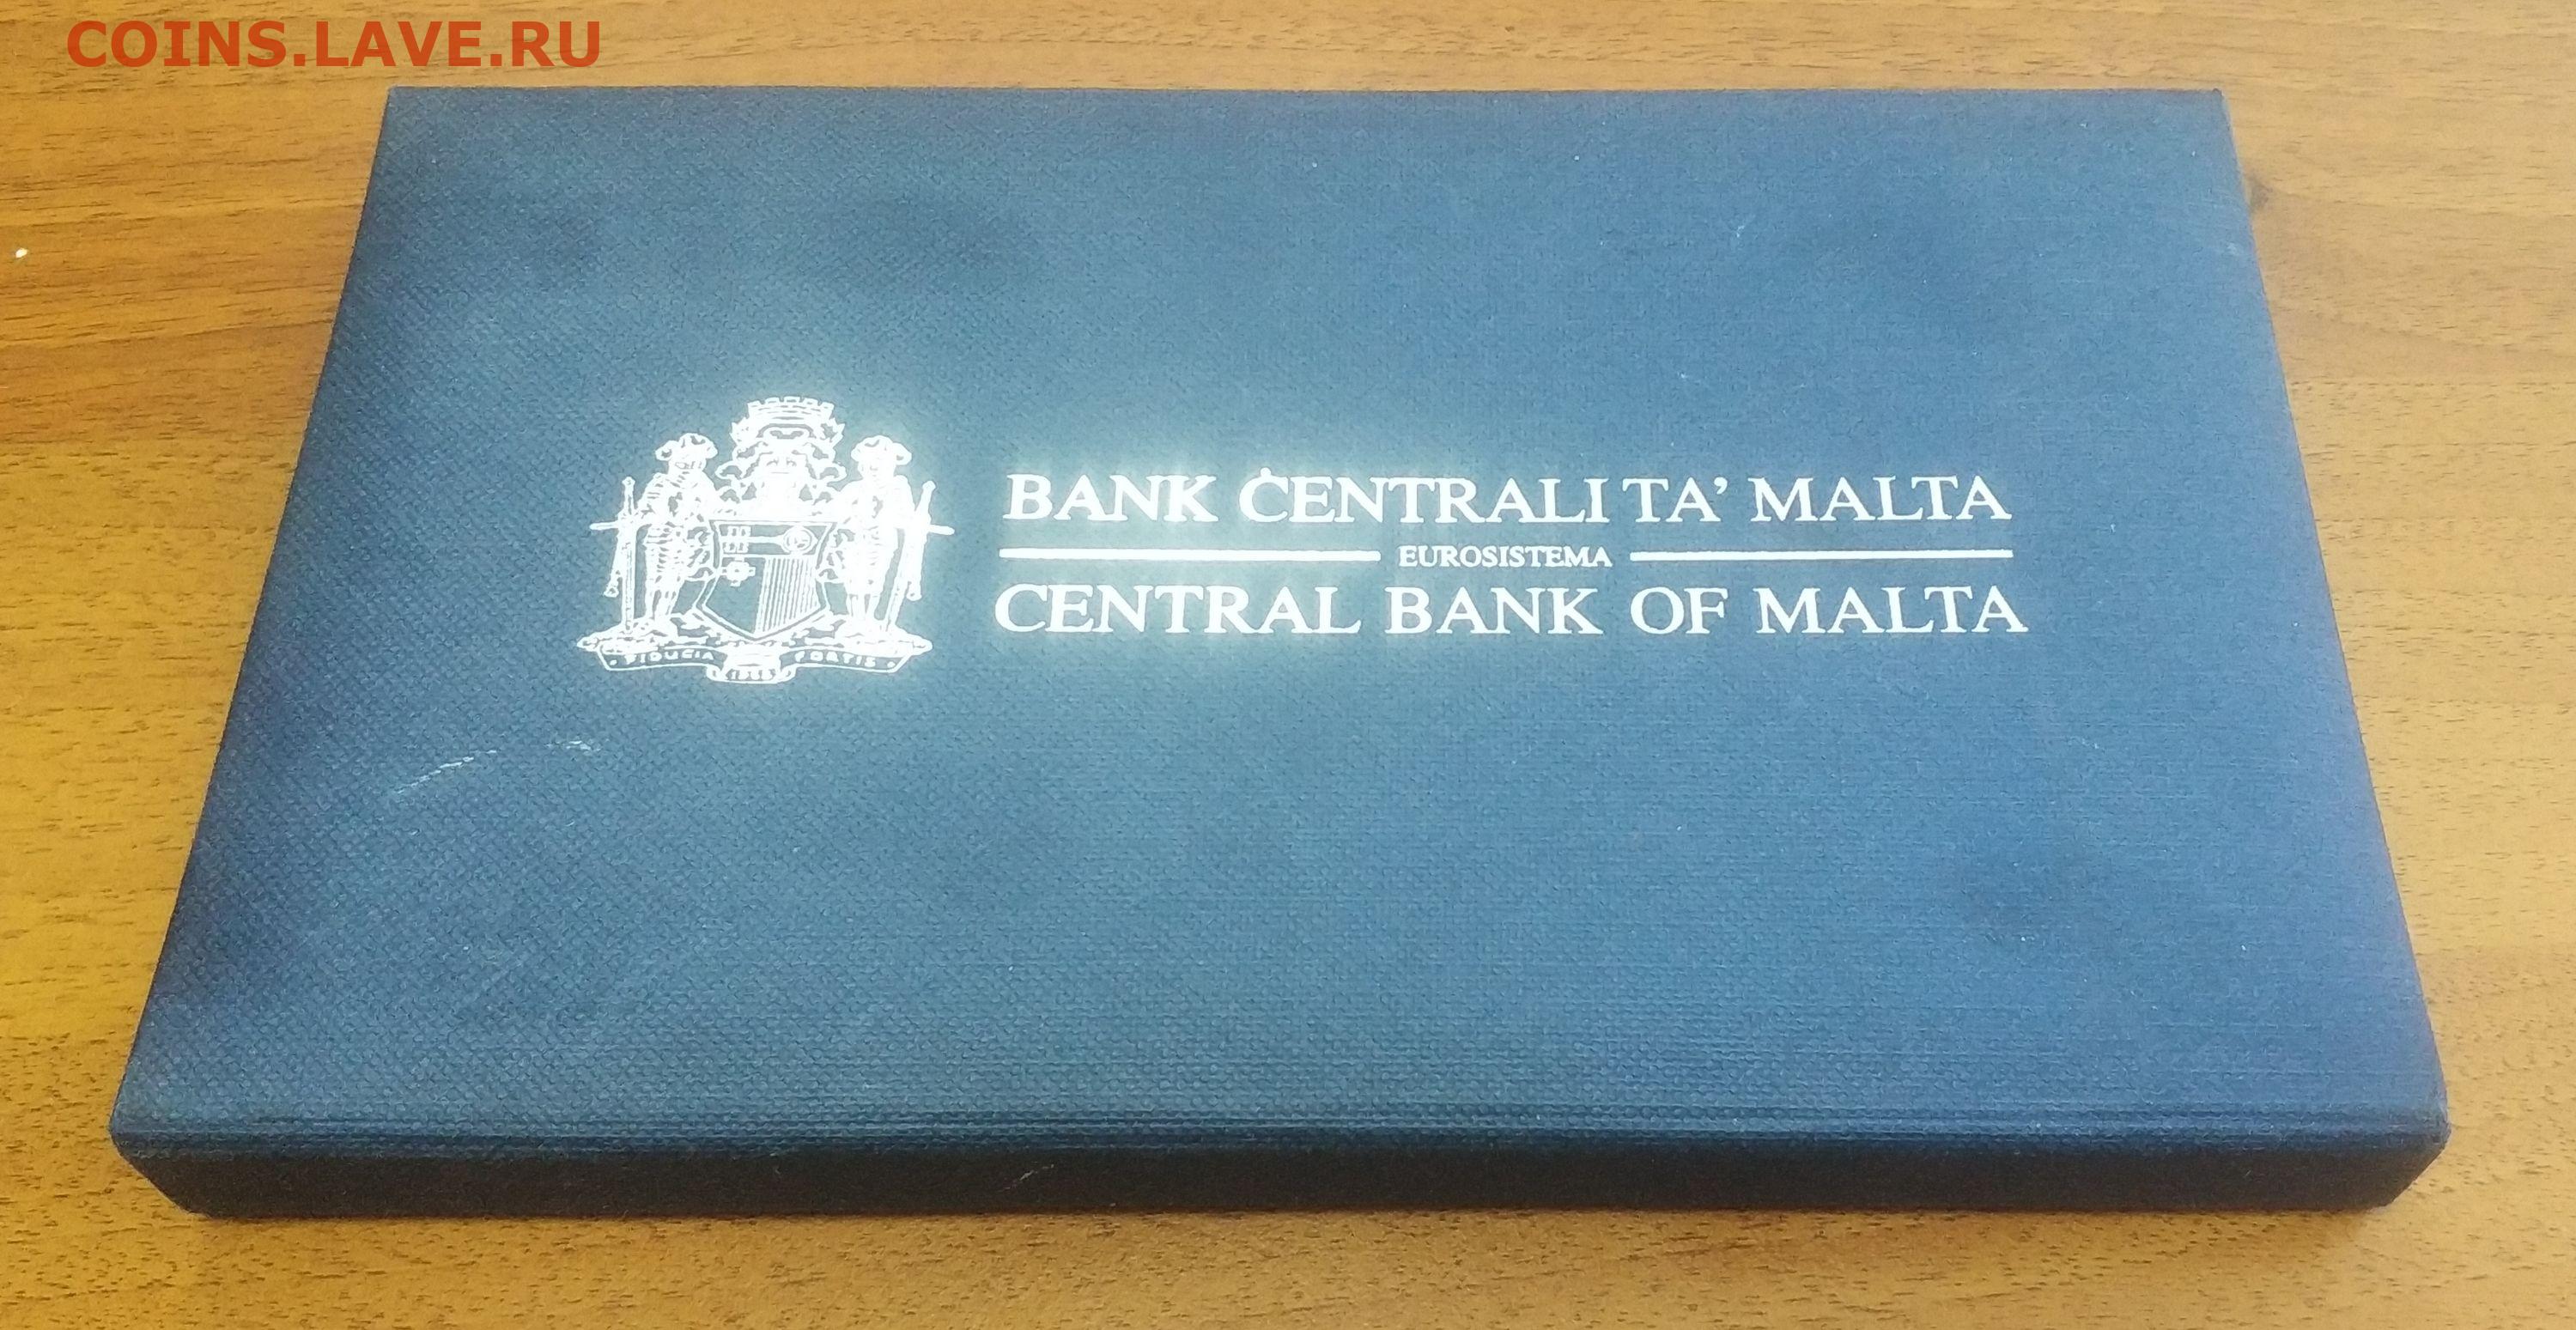 COINS.LAVE.RU
BANK ĊENTRALI TA' MALTA
EUROSISTEMA
CENTRAL BANK OF MALTA
FIDUCIA FORTIS